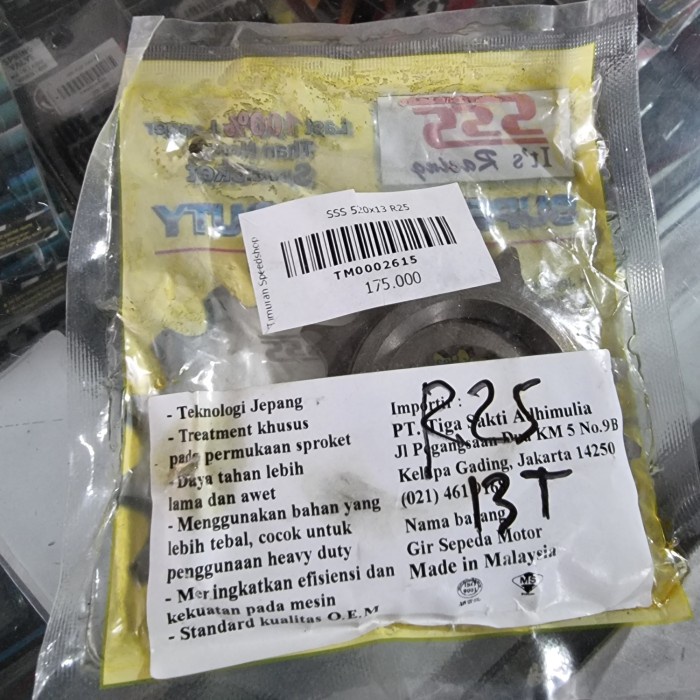 Last 100% Longer
Than
Sprocket
SSS
It's Racing
DUTY
SSS 520x13 R25
Timuran Speedshop
TM0002615
175.000
- Teknologi Jepang
- Treatment khusus
pada permukaan sproket
- Daya tahan lebih
lama dan awet
- Menggunakan bahan yang
lebih tebal, cocok untuk
penggunaan heavy duty
- Meningkatkan efisiensi dan
kekuatan pada mesin
- Standard kualitas O.E.M
Importir :
PT. Tiga Sakti Adhimulia
Jl Pegangsaan Dua KM 5 No.9B
Kelapa Gading, Jakarta 14250
(021) 461
Nama barang
Gir Sepeda Motor
Made in Malaysia
R25
13T
MS